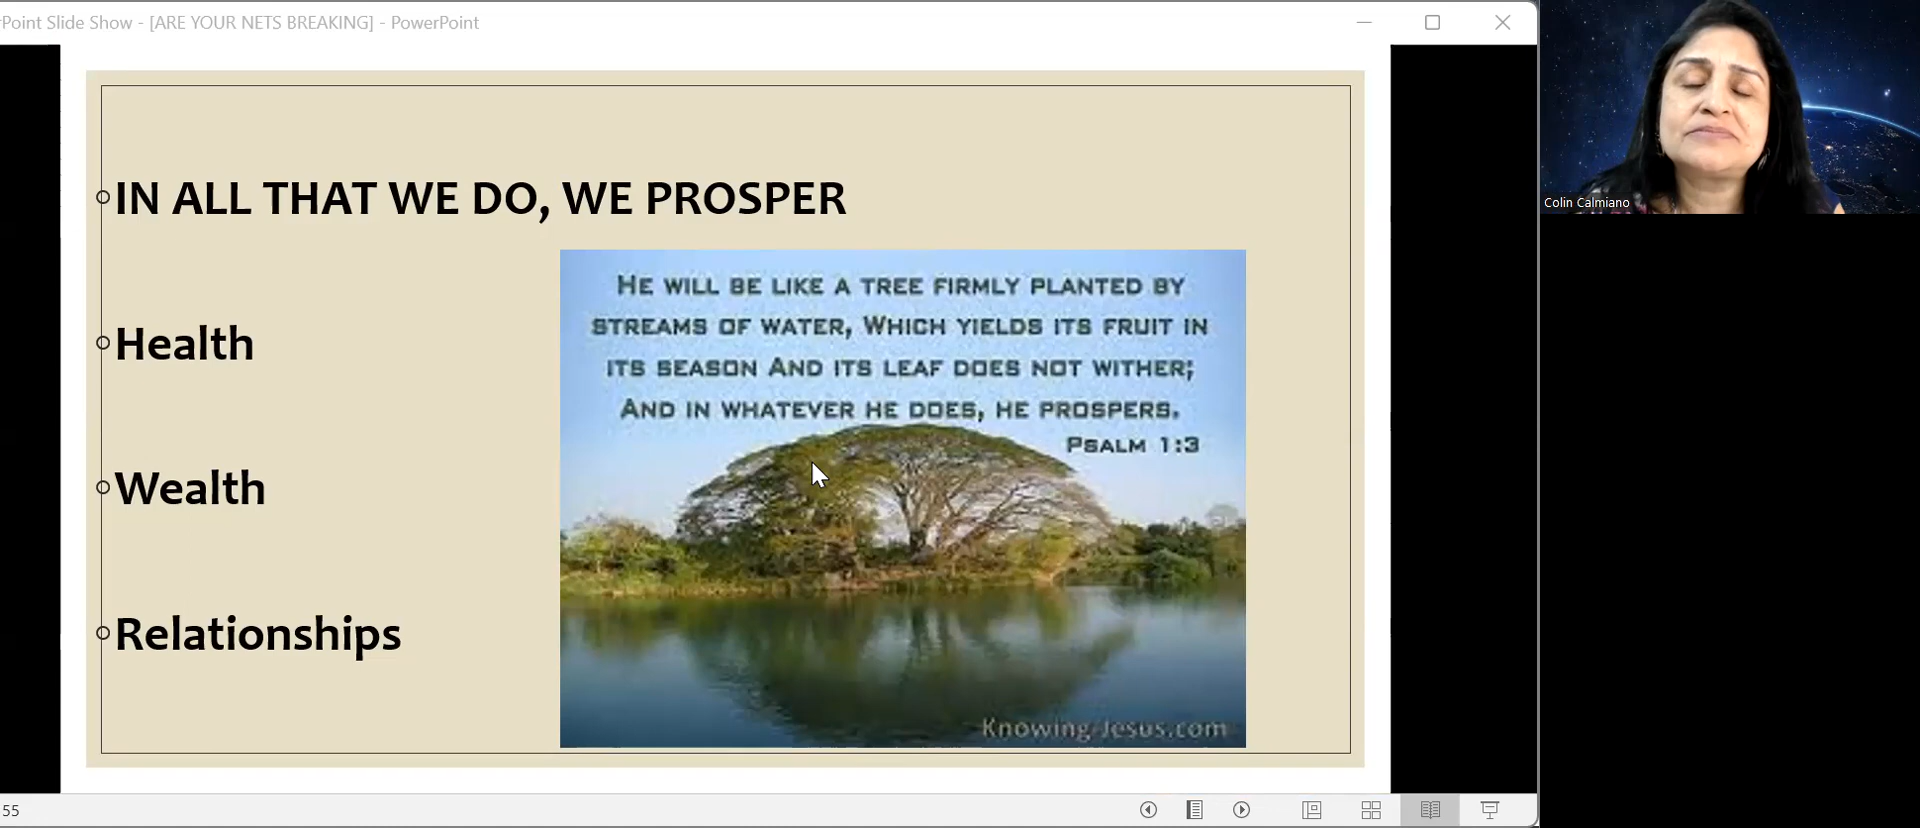 Point Slide Show - [ARE YOUR NETS BREAKING] - PowerPoint
IN ALL THAT WE DO, WE PROSPER
Health
Wealth
Relationships
HE WILL BE LIKE A TREE FIRMLY PLANTED BY
STREAMS OF WATER, WHICH YIELDS ITS FRUIT IN
ITS SEASON AND ITS LEAF DOES NOT WITHER;
AND IN WHATEVER HE DOES, HE PROSPERS.
PSALM 1:3
Knowing-Jesus.com
Colin Calmiano
55